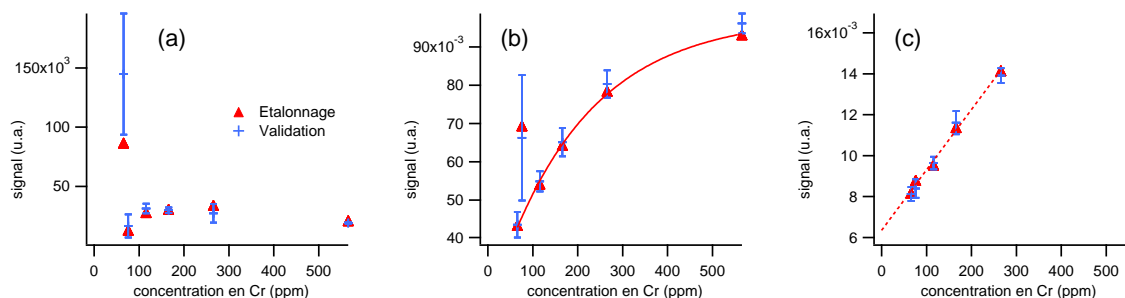 (a)
150x10³
100
50
signal (u.a.)
Etalonnage
Validation
0 100 200 300 400 500
concentration en Cr (ppm)
(b)
90x10⁻³
80
70
60
50
40
signal (u.a.)
0 100 200 300 400 500
concentration en Cr (ppm)
(c)
16x10⁻³
14
12
10
8
6
signal (u.a.)
0 100 200 300 400 500
concentration en Cr (ppm)